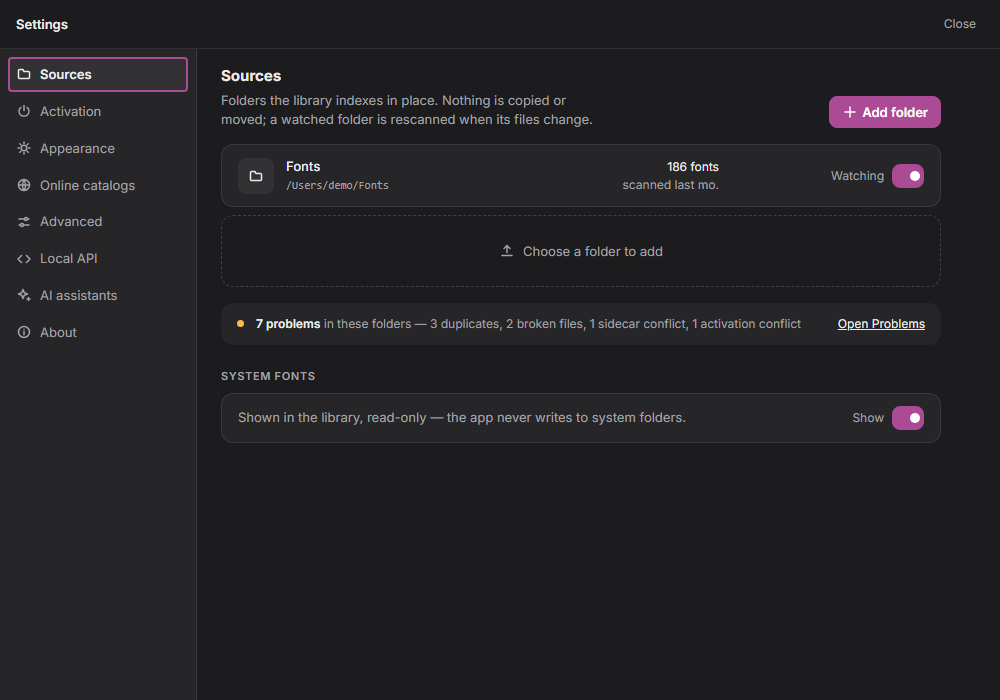 Settings
Close
Sources
Activation
Appearance
Online catalogs
Advanced
Local API
AI assistants
About
Sources
Folders the library indexes in place. Nothing is copied or
moved; a watched folder is rescanned when its files change.
Add folder
Fonts
/Users/demo/Fonts
186 fonts
scanned last mo.
Watching
Choose a folder to add
7 problems in these folders — 3 duplicates, 2 broken files, 1 sidecar conflict, 1 activation conflict
Open Problems
SYSTEM FONTS
Shown in the library, read-only — the app never writes to system folders.
Show